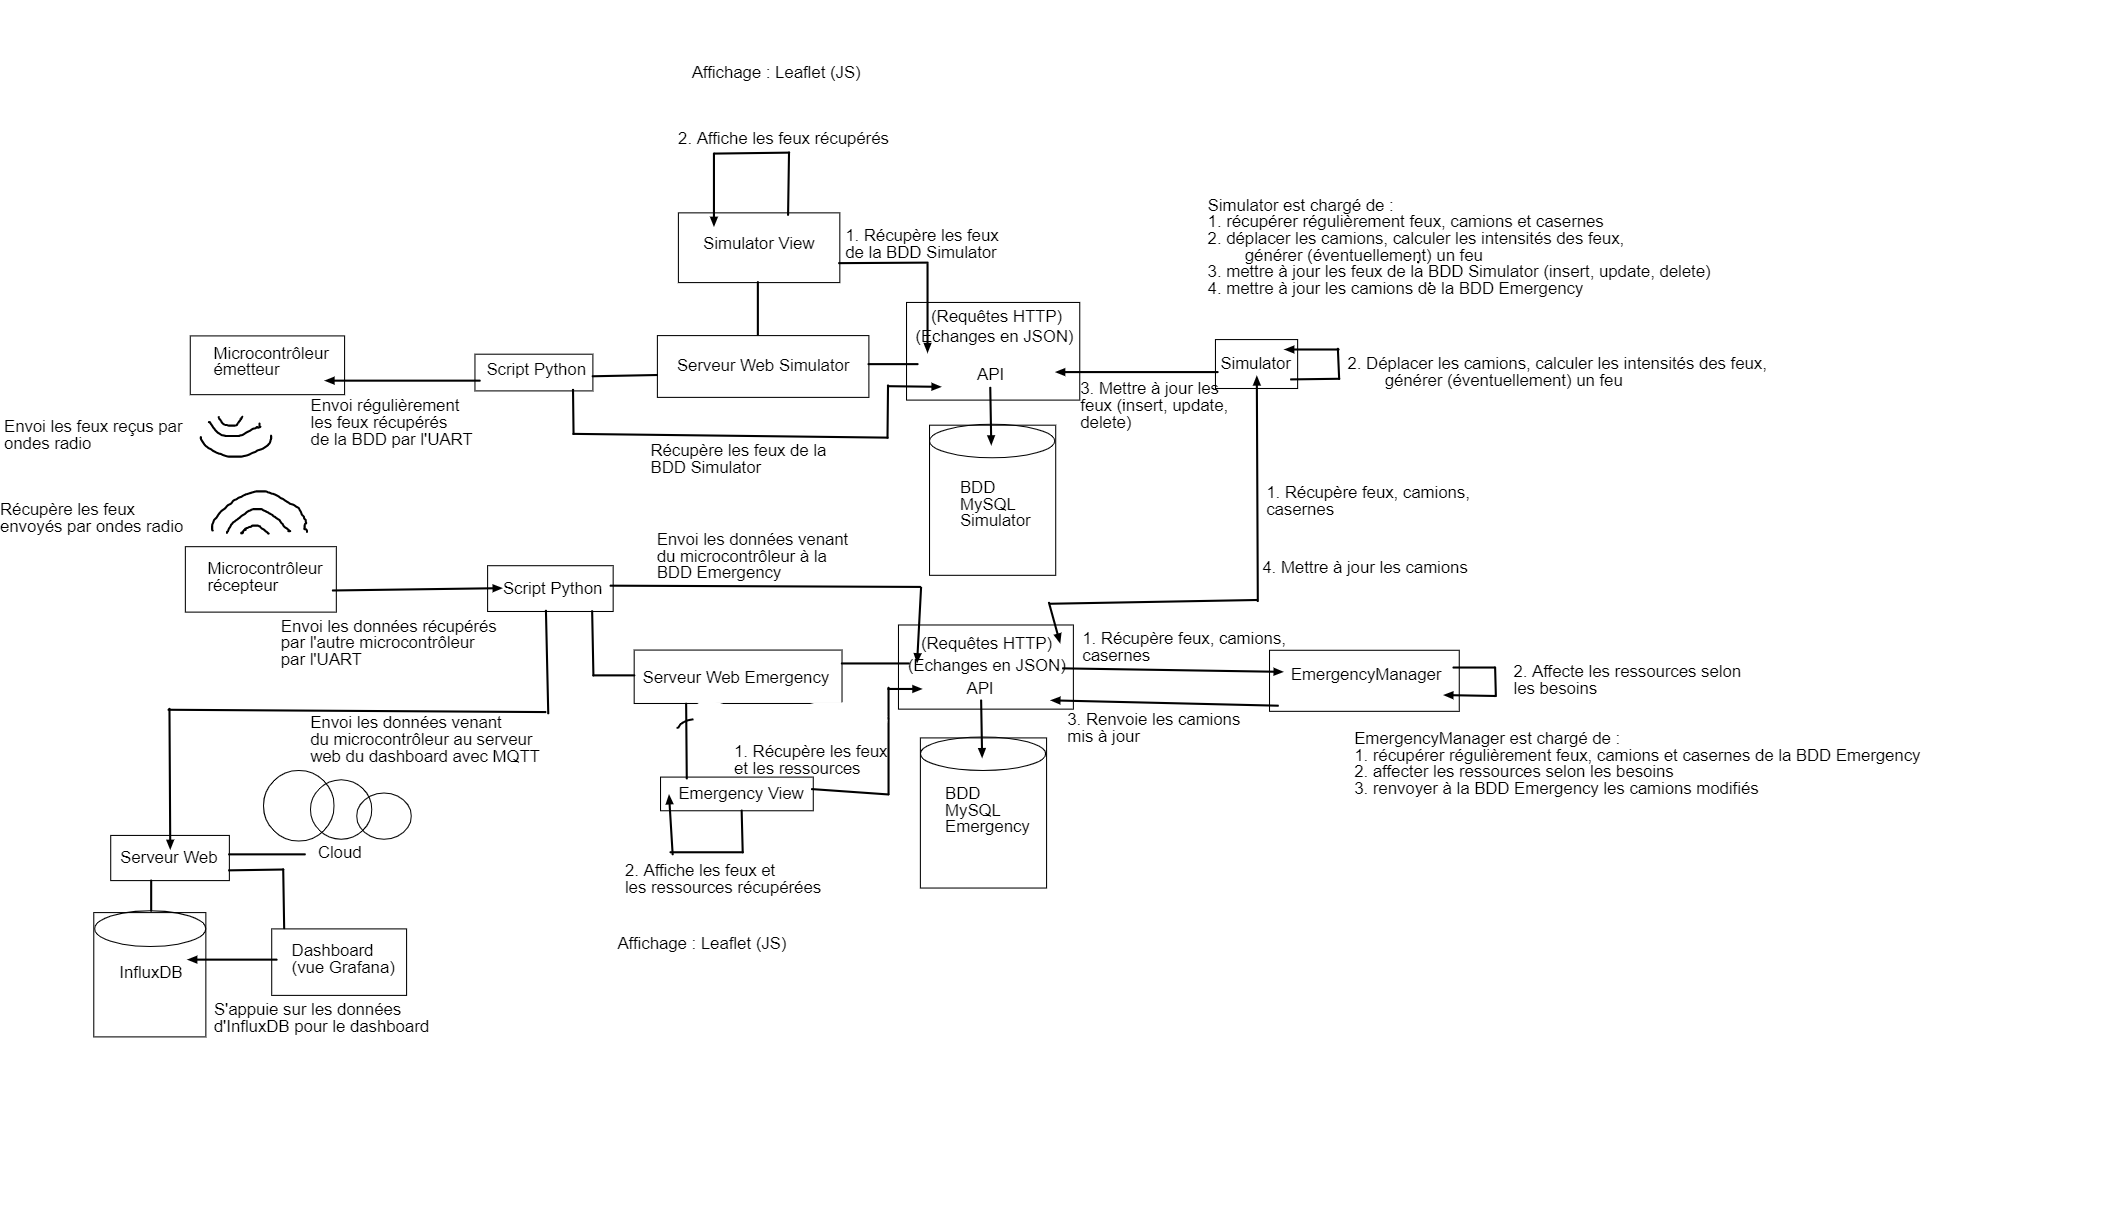 Affichage : Leaflet (JS)
2. Affiche les feux récupérés
Simulator View
1. Récupère les feux
de la BDD Simulator
Simulator est chargé de :
1. récupérer régulièrement feux, camions et casernes
2. déplacer les camions, calculer les intensités des feux,
générer (éventuellement) un feu
3. mettre à jour les feux de la BDD Simulator (insert, update, delete)
4. mettre à jour les camions de la BDD Emergency
(Requêtes HTTP)
(Echanges en JSON)
API
Microcontrôleur
émetteur
Script Python
Serveur Web Simulator
Simulator
2. Déplacer les camions, calculer les intensités des feux,
générer (éventuellement) un feu
3. Mettre à jour les
feux (insert, update,
delete)
Envoi régulièrement
les feux récupérés
de la BDD par l'UART
Envoi les feux reçus par
ondes radio
Récupère les feux de la
BDD Simulator
BDD
MySQL
Simulator
1. Récupère feux, camions,
casernes
Récupère les feux
envoyés par ondes radio
Microcontrôleur
récepteur
Script Python
Envoi les données venant
du microcontrôleur à la
BDD Emergency
4. Mettre à jour les camions
Envoi les données récupérés
par l'autre microcontrôleur
par l'UART
Serveur Web Emergency
(Requêtes HTTP)
(Echanges en JSON)
API
1. Récupère feux, camions,
casernes
EmergencyManager
2. Affecte les ressources selon
les besoins
3. Renvoie les camions
mis à jour
EmergencyManager est chargé de :
1. récupérer régulièrement feux, camions et casernes de la BDD Emergency
2. affecter les ressources selon les besoins
3. renvoyer à la BDD Emergency les camions modifiés
Envoi les données venant
du microcontrôleur au serveur
web du dashboard avec MQTT
1. Récupère les feux
et les ressources
Emergency View
BDD
MySQL
Emergency
Serveur Web
Cloud
2. Affiche les feux et
les ressources récupérées
Affichage : Leaflet (JS)
InfluxDB
Dashboard
(vue Grafana)
S'appuie sur les données
d'InfluxDB pour le dashboard